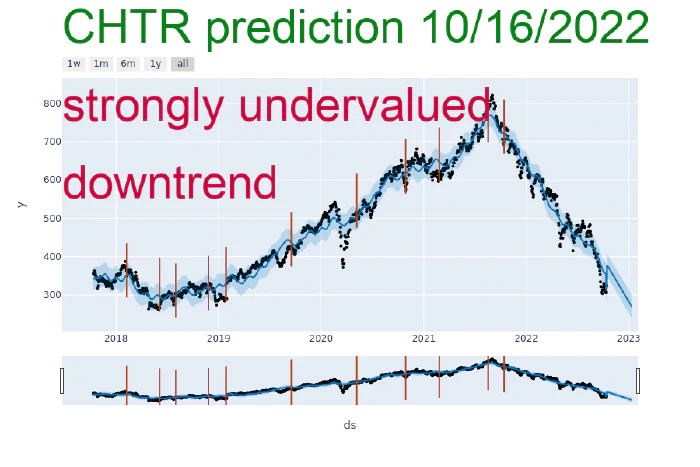 CHTR prediction 10/16/2022
1w 1m 6m 1y all
strongly undervalued
downtrend
800
700
600
500
400
300
y
2018 2019 2020 2021 2022 2023
ds